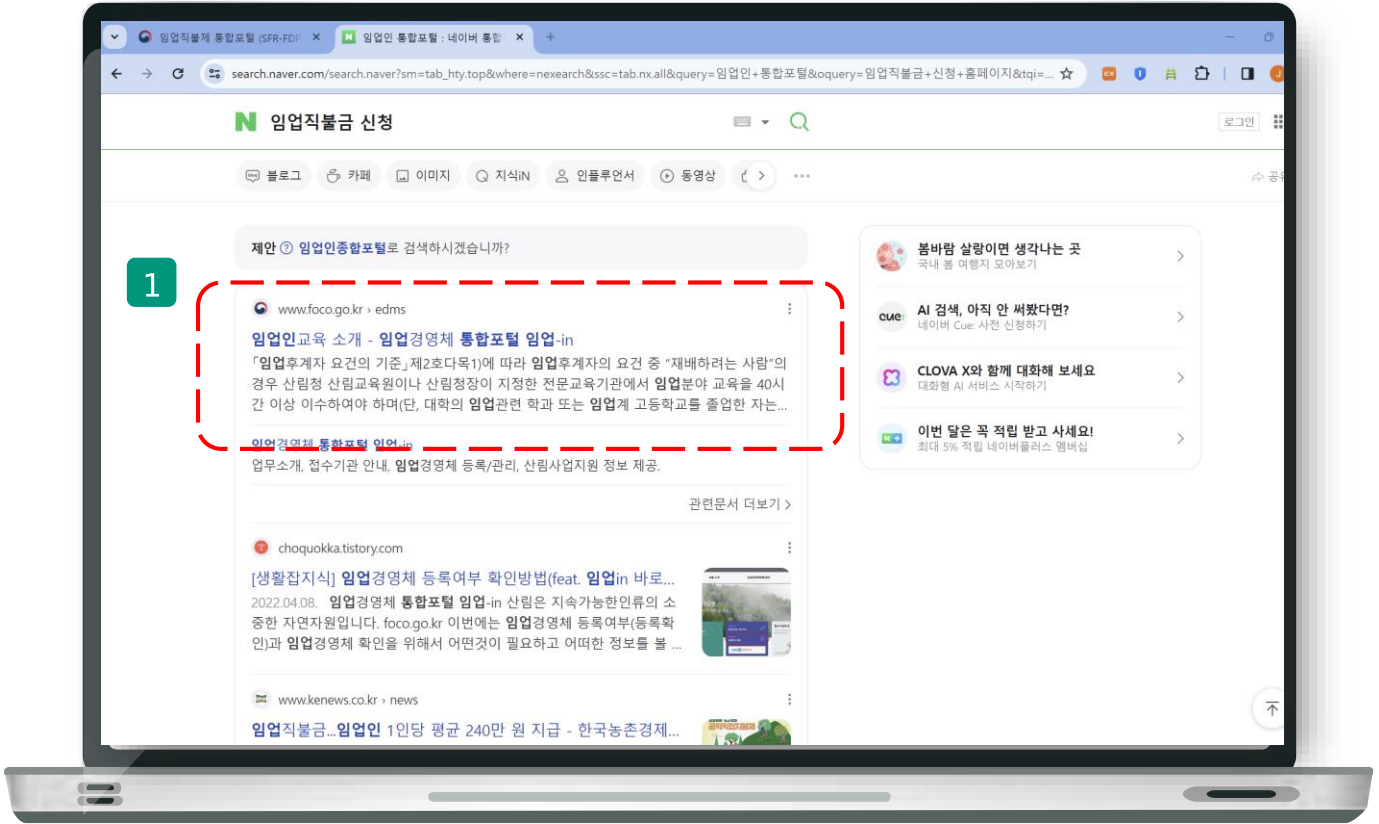 임업직불제 통합포털 (SFR-FDF
임업인 통합포털 : 네이버 통합
search.naver.com/search.naver?sm=tab_hty.top&where=nexearch&ssc=tab.nx.all&query=임업인+통합포털&oquery=임업직불금+신청+홈페이지&tqi=...
N 임업직불금 신청
로그인
블로그 카페 이미지 지식iN 인플루언서 동영상
공유
제안 임업인종합포털로 검색하시겠습니까?
1
www.foco.go.kr › edms
임업인교육 소개 - 임업경영체 통합포털 임업-in
「임업후계자 요건의 기준」제2호다목1)에 따라 임업후계자의 요건 중 “재배하려는 사람”의
경우 산림청 산림교육원이나 산림청장이 지정한 전문교육기관에서 임업분야 교육을 40시
간 이상 이수하여야 하며(단, 대학의 임업관련 학과 또는 임업계 고등학교를 졸업한 자는...
임업경영체 통합포털 임업-in
업무소개, 접수기관 안내, 임업경영체 등록/관리, 산림사업지원 정보 제공.
관련문서 더보기
choquokka.tistory.com
[생활잡지식] 임업경영체 등록여부 확인방법(feat. 임업in 바로...
2022.04.08. 임업경영체 통합포털 임업-in 산림은 지속가능한인류의 소
중한 자연자원입니다. foco.go.kr 이번에는 임업경영체 등록여부(등록확
인)과 임업경영체 확인을 위해서 어떤것이 필요하고 어떠한 정보를 볼 ...
www.kenews.co.kr › news
임업직불금...임업인 1인당 평균 240만 원 지급 - 한국농촌경제...
봄바람 살랑이면 생각나는 곳
국내 봄 여행지 모아보기
cue:
AI 검색, 아직 안 써봤다면?
네이버 Cue: 사전 신청하기
CLOVA X와 함께 대화해 보세요
대화형 AI 서비스 시작하기
N+
이번 달은 꼭 적립 받고 사세요!
최대 5% 적립 네이버플러스 멤버십